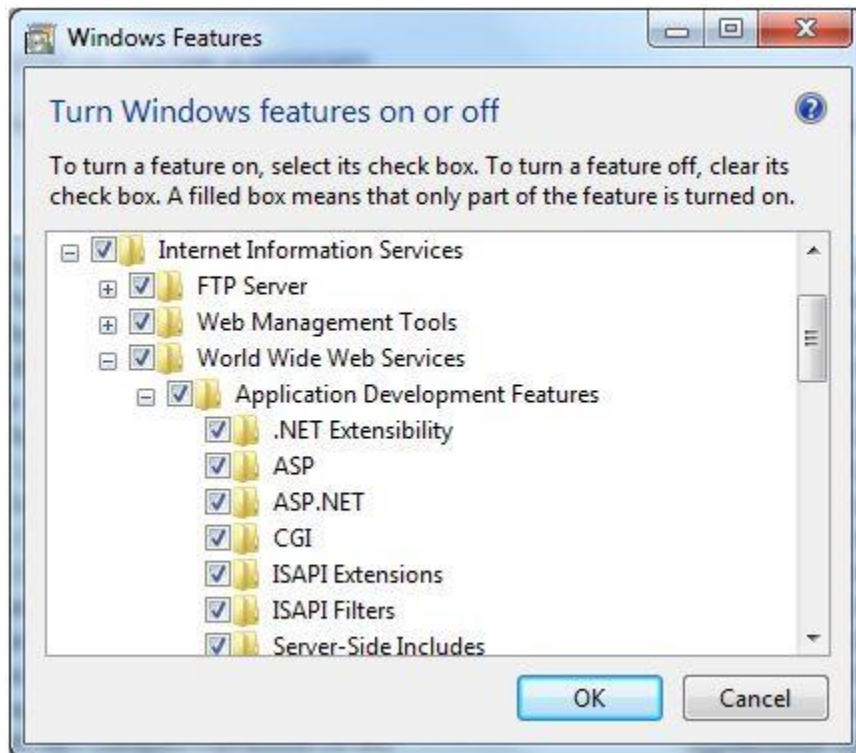 Windows Features
Turn Windows features on or off
To turn a feature on, select its check box. To turn a feature off, clear its
check box. A filled box means that only part of the feature is turned on.
Internet Information Services
FTP Server
Web Management Tools
World Wide Web Services
Application Development Features
.NET Extensibility
ASP
ASP.NET
CGI
ISAPI Extensions
ISAPI Filters
Server-Side Includes
OK Cancel